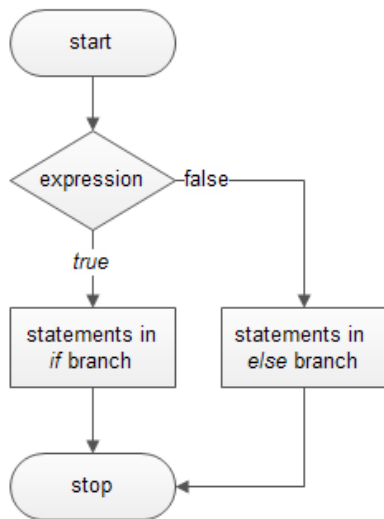 start
expression
false
true
statements in
if branch
statements in
else branch
stop